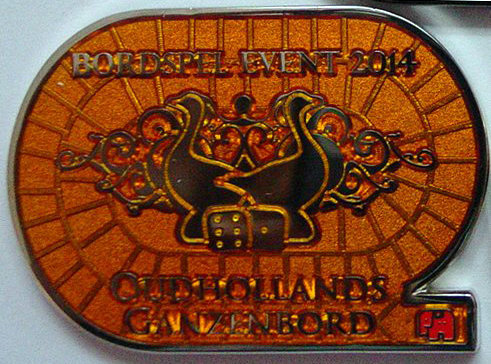 BORDSPEL EVENT 2014
OUDHOLLANDS
GANZENBORD